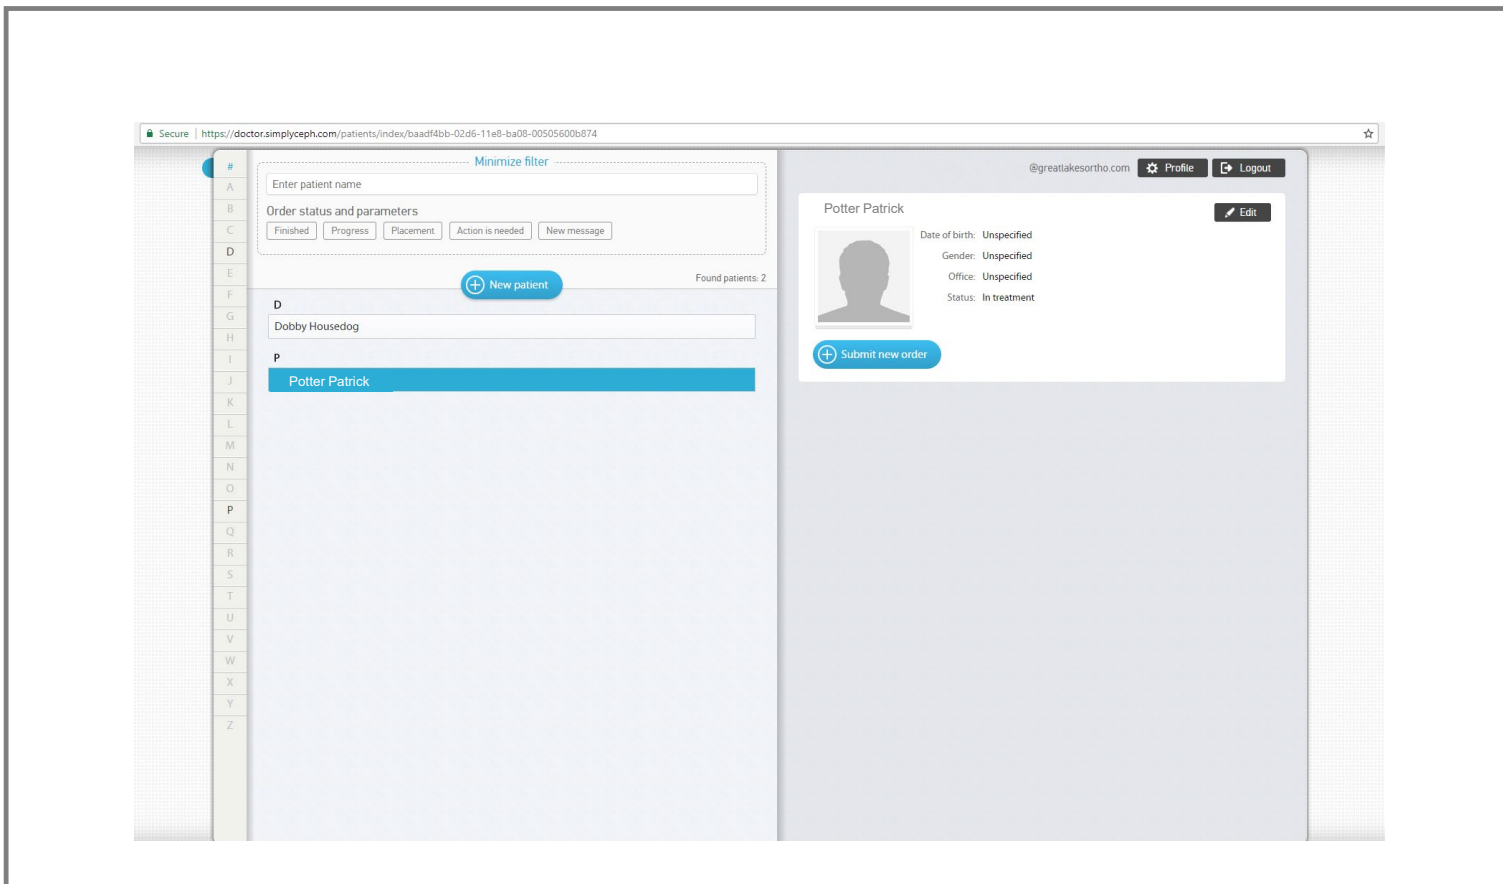 Secure https://doctor.simplyceph.com/patients/index/baadf4bb-02d6-11e8-ba08-00505600b874
#
A
B
C
D
E
F
G
H
I
J
K
L
M
N
O
P
Q
R
S
T
U
V
W
X
Y
Z
Minimize filter
Enter patient name
Order status and parameters
Finished Progress Placement Action is needed New message
New patient
Found patients: 2
D
Dobby Housedog
P
Potter Patrick
@greatlakesortho.com Profile Logout
Potter Patrick
Edit
Date of birth: Unspecified
Gender: Unspecified
Office: Unspecified
Status: In treatment
Submit new order